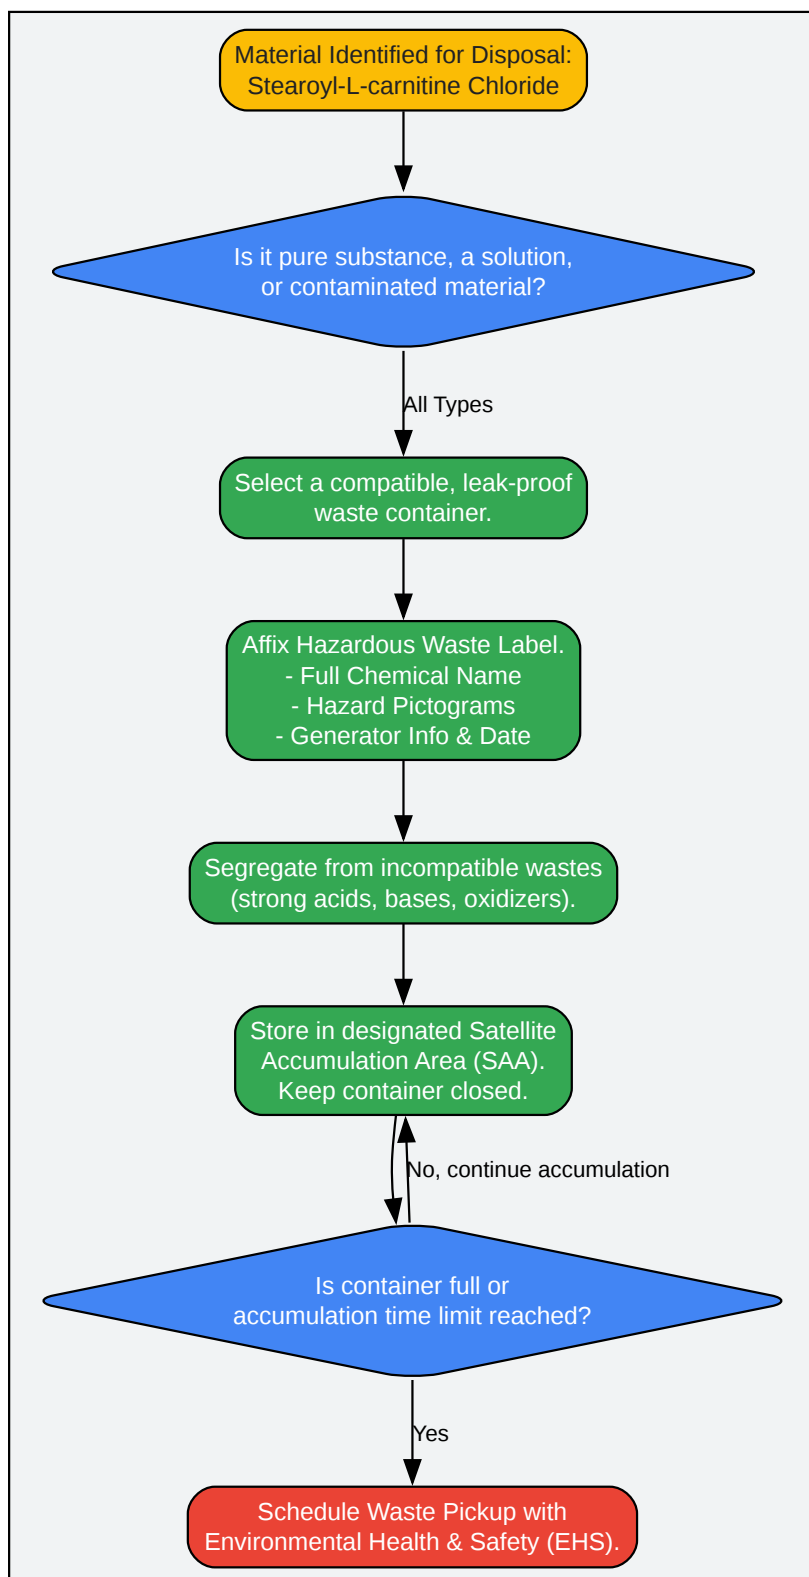 Material Identified for Disposal:
Stearoyl-L-carnitine Chloride
Is it pure substance, a solution,
or contaminated material?
All Types
Select a compatible, leak-proof
waste container.
Affix Hazardous Waste Label.
- Full Chemical Name
- Hazard Pictograms
- Generator Info & Date
Segregate from incompatible wastes
(strong acids, bases, oxidizers).
Store in designated Satellite
Accumulation Area (SAA).
Keep container closed.
No, continue accumulation
Is container full or
accumulation time limit reached?
Yes
Schedule Waste Pickup with
Environmental Health & Safety (EHS).